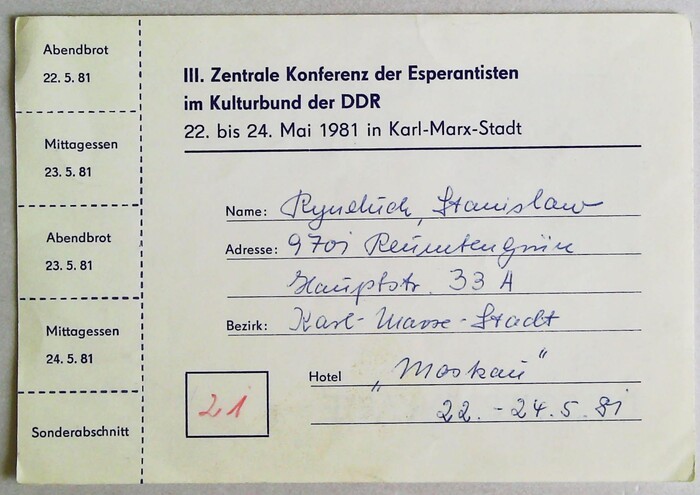 Abendbrot
22. 5. 81
Mittagessen
23. 5. 81
Abendbrot
23. 5. 81
Mittagessen
24. 5. 81
Sonderabschnitt
III. Zentrale Konferenz der Esperantisten
im Kulturbund der DDR
22. bis 24. Mai 1981 in Karl-Marx-Stadt
Name: Stanislaw
Adresse: 9701 Reumtengrün
Hauptstr. 33 A
Bezirk: Karl-Marx-Stadt
Hotel „Moskau"
22. - 24. 5. 81
21